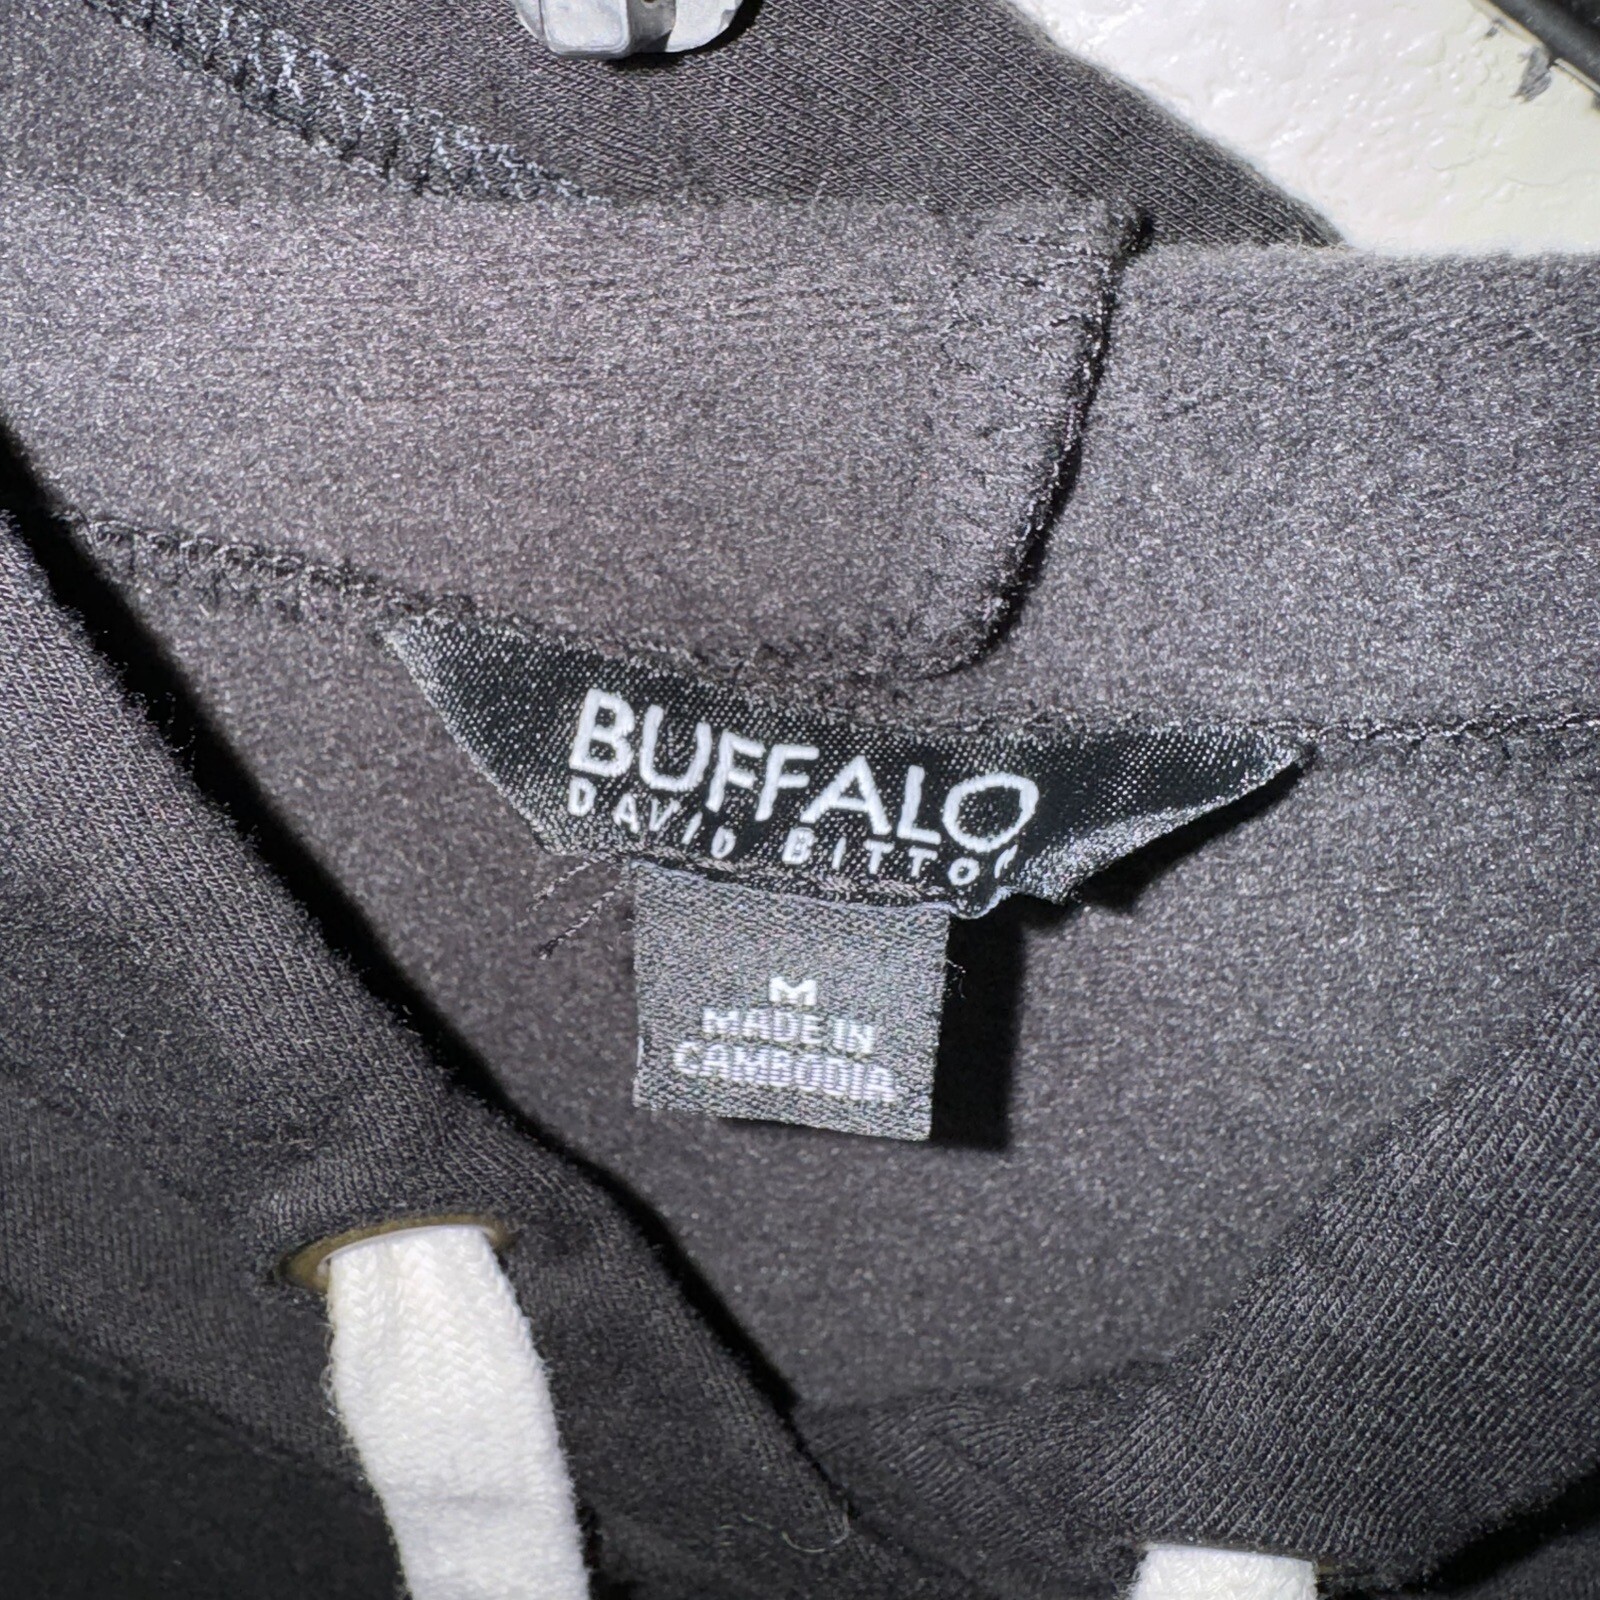 BUFFALO
DAVID BITTO
M
MADE IN
CAMBODIA